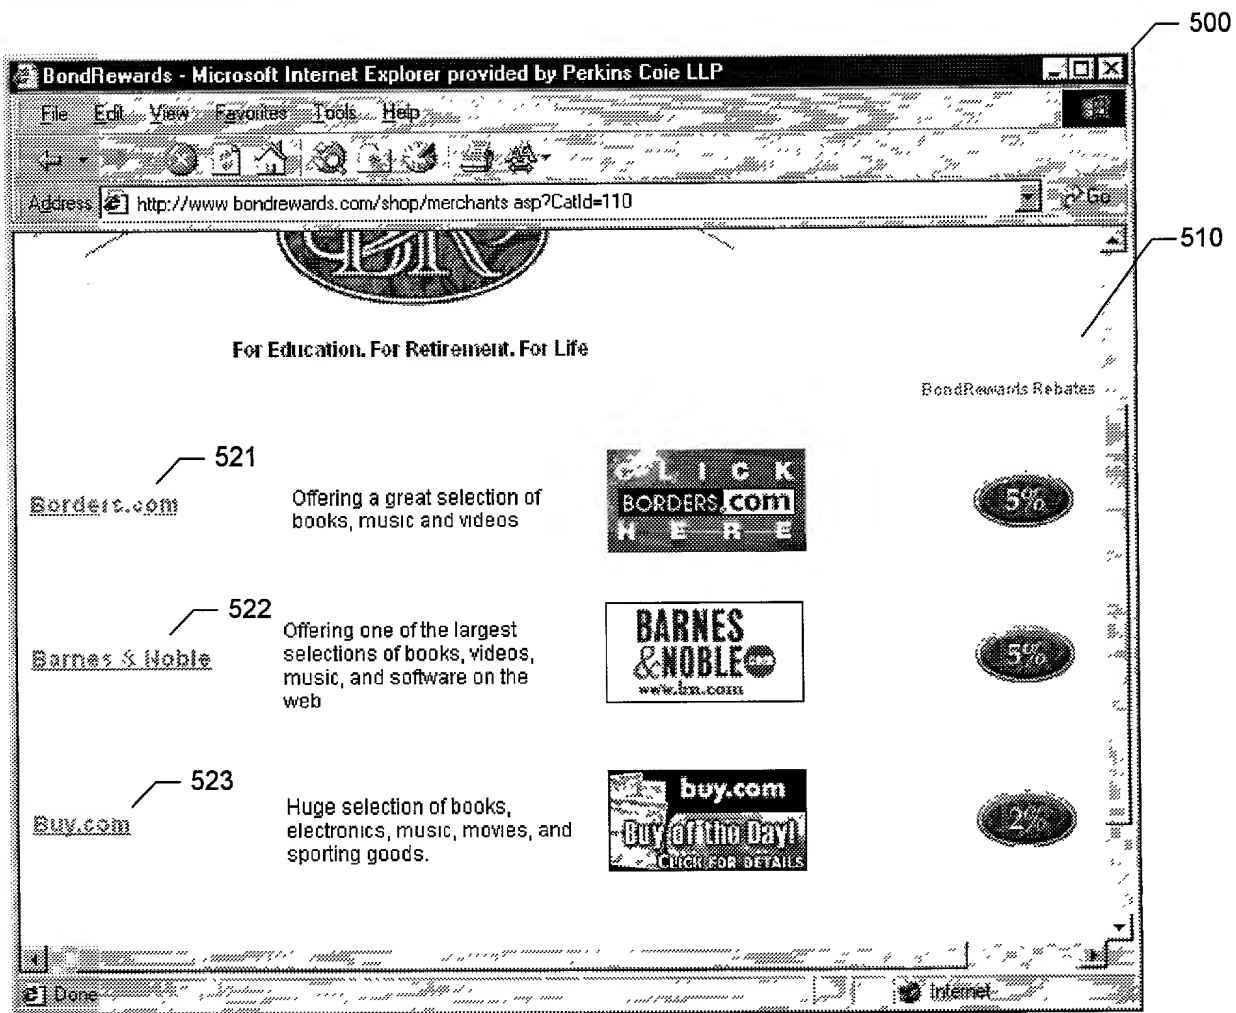 500
BondRewards - Microsoft Internet Explorer provided by Perkins Coie LLP
File Edit View Favorites Tools Help
Address http://www bondrewards.com/shop/merchants asp?CatId=110 Go
510
BR
For Education. For Retirement. For Life
BondRewards Rebates
521
Borders.com
Offering a great selection of
books, music and videos
CLICK
BORDERS.com
HERE
5%
522
Barnes & Noble
Offering one of the largest
selections of books, videos,
music, and software on the
web
BARNES
&NOBLE
www.bn.com
5%
523
Buy.com
Huge selection of books,
electronics, music, movies, and
sporting goods.
buy.com
Buy of the Day!
CLICK FOR DETAILS
2%
Done
Internet